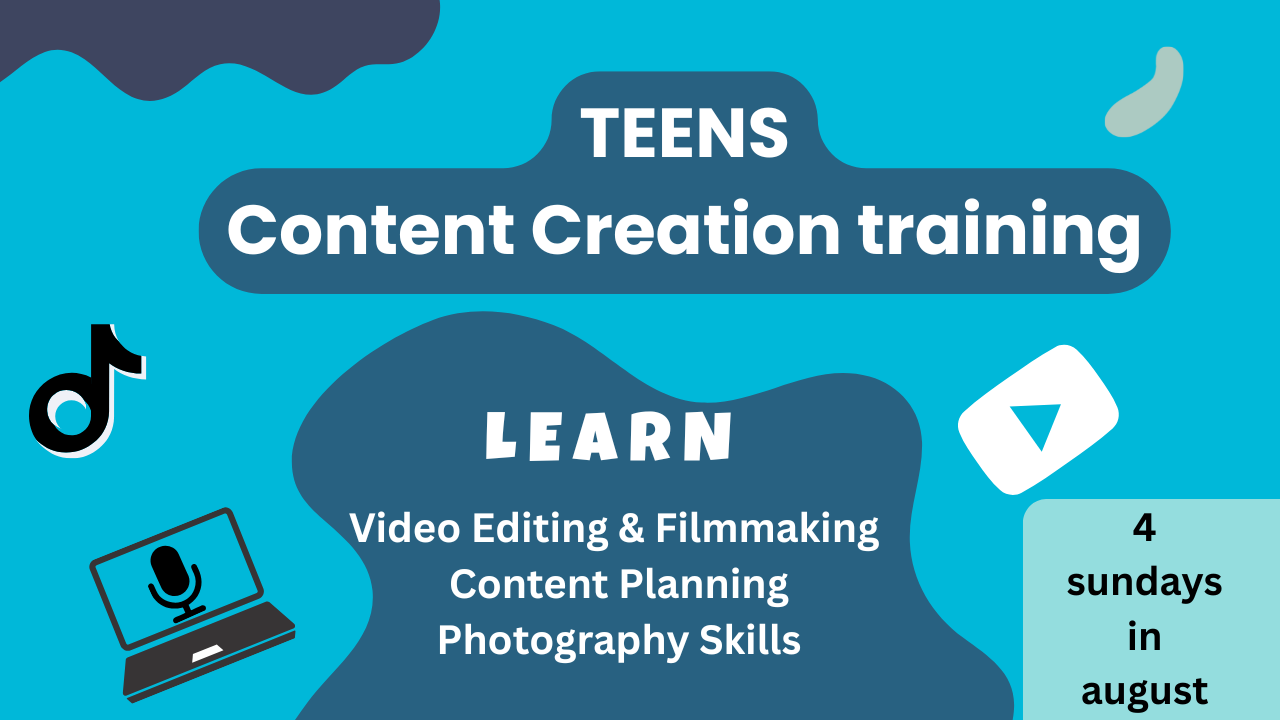 TEENS
Content Creation training
LEARN
Video Editing & Filmmaking
Content Planning
Photography Skills
4
sundays
in
august